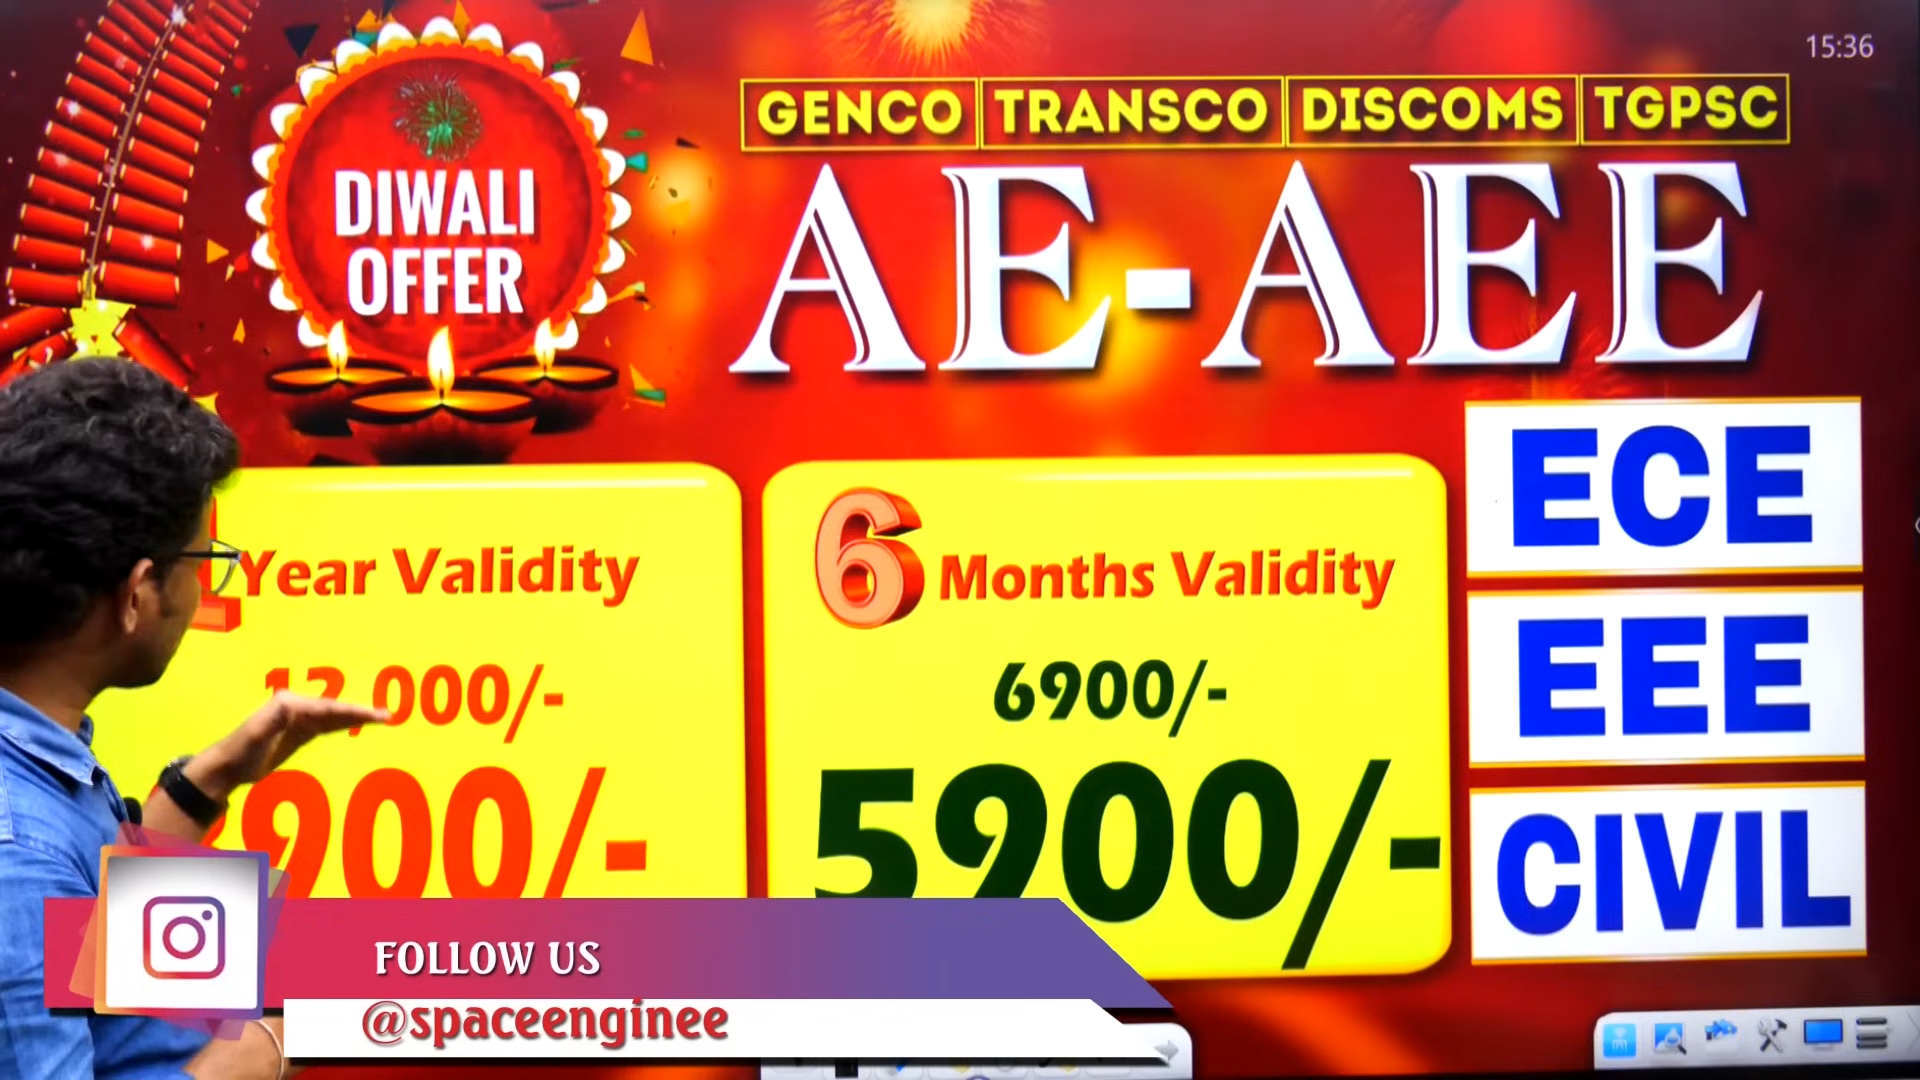 15:36
GENCO TRANSCO DISCOMS TGPSC
AE-AEE
DIWALI
OFFER
Year Validity
12,000/-
900/-
6 Months Validity
6900/-
5900/-
ECE
EEE
CIVIL
FOLLOW US
@spaceenginee